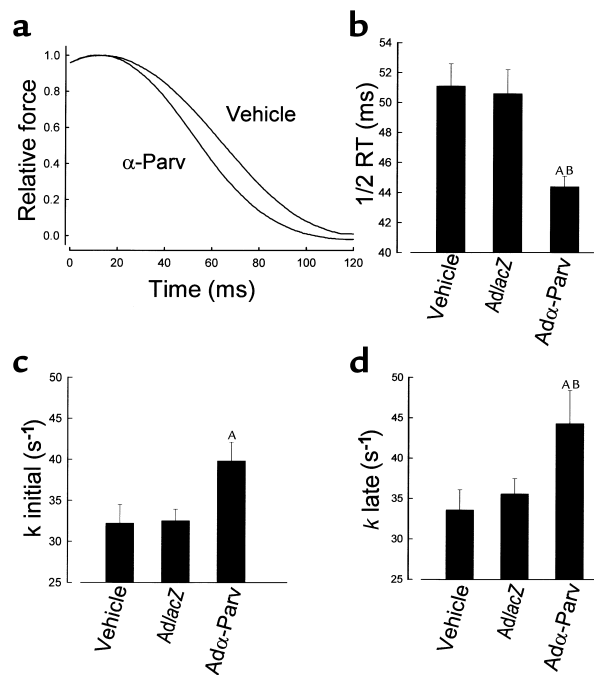 a
1.0
0.8
0.6
0.4
0.2
0.0
Relative force
Vehicle
α-Parv
0 20 40 60 80 100 120
Time (ms)
b
54
52
50
48
46
44
42
40
1/2 RT (ms)
A B
Vehicle
AdlacZ
Adα-Parv
c
50
45
40
35
30
25
k initial (s-1)
A
Vehicle
AdlacZ
Adα-Parv
d
50
45
40
35
30
25
k late (s-1)
A B
Vehicle
AdlacZ
Adα-Parv